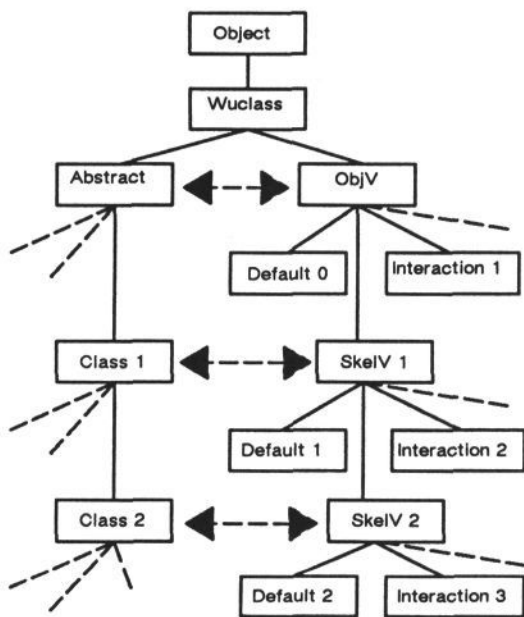 Object
Wuclass
Abstract
ObjV
Default 0
Interaction 1
Class 1
SkelV 1
Default 1
Interaction 2
Class 2
SkelV 2
Default 2
Interaction 3